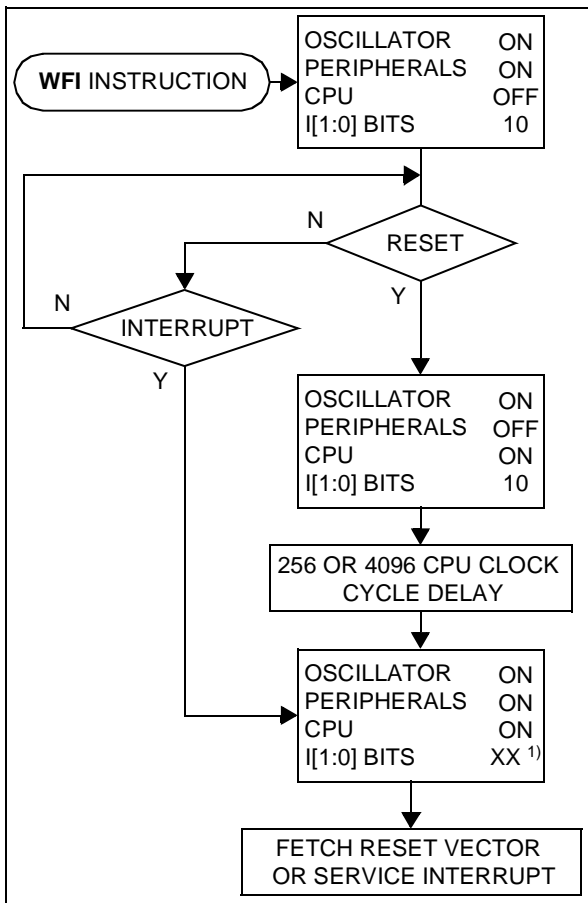 WFI INSTRUCTION
OSCILLATOR ON
PERIPHERALS ON
CPU OFF
I[1:0] BITS 10
N
RESET
Y
N
INTERRUPT
Y
OSCILLATOR ON
PERIPHERALS OFF
CPU ON
I[1:0] BITS 10
256 OR 4096 CPU CLOCK
CYCLE DELAY
OSCILLATOR ON
PERIPHERALS ON
CPU ON
I[1:0] BITS XX 1)
FETCH RESET VECTOR
OR SERVICE INTERRUPT